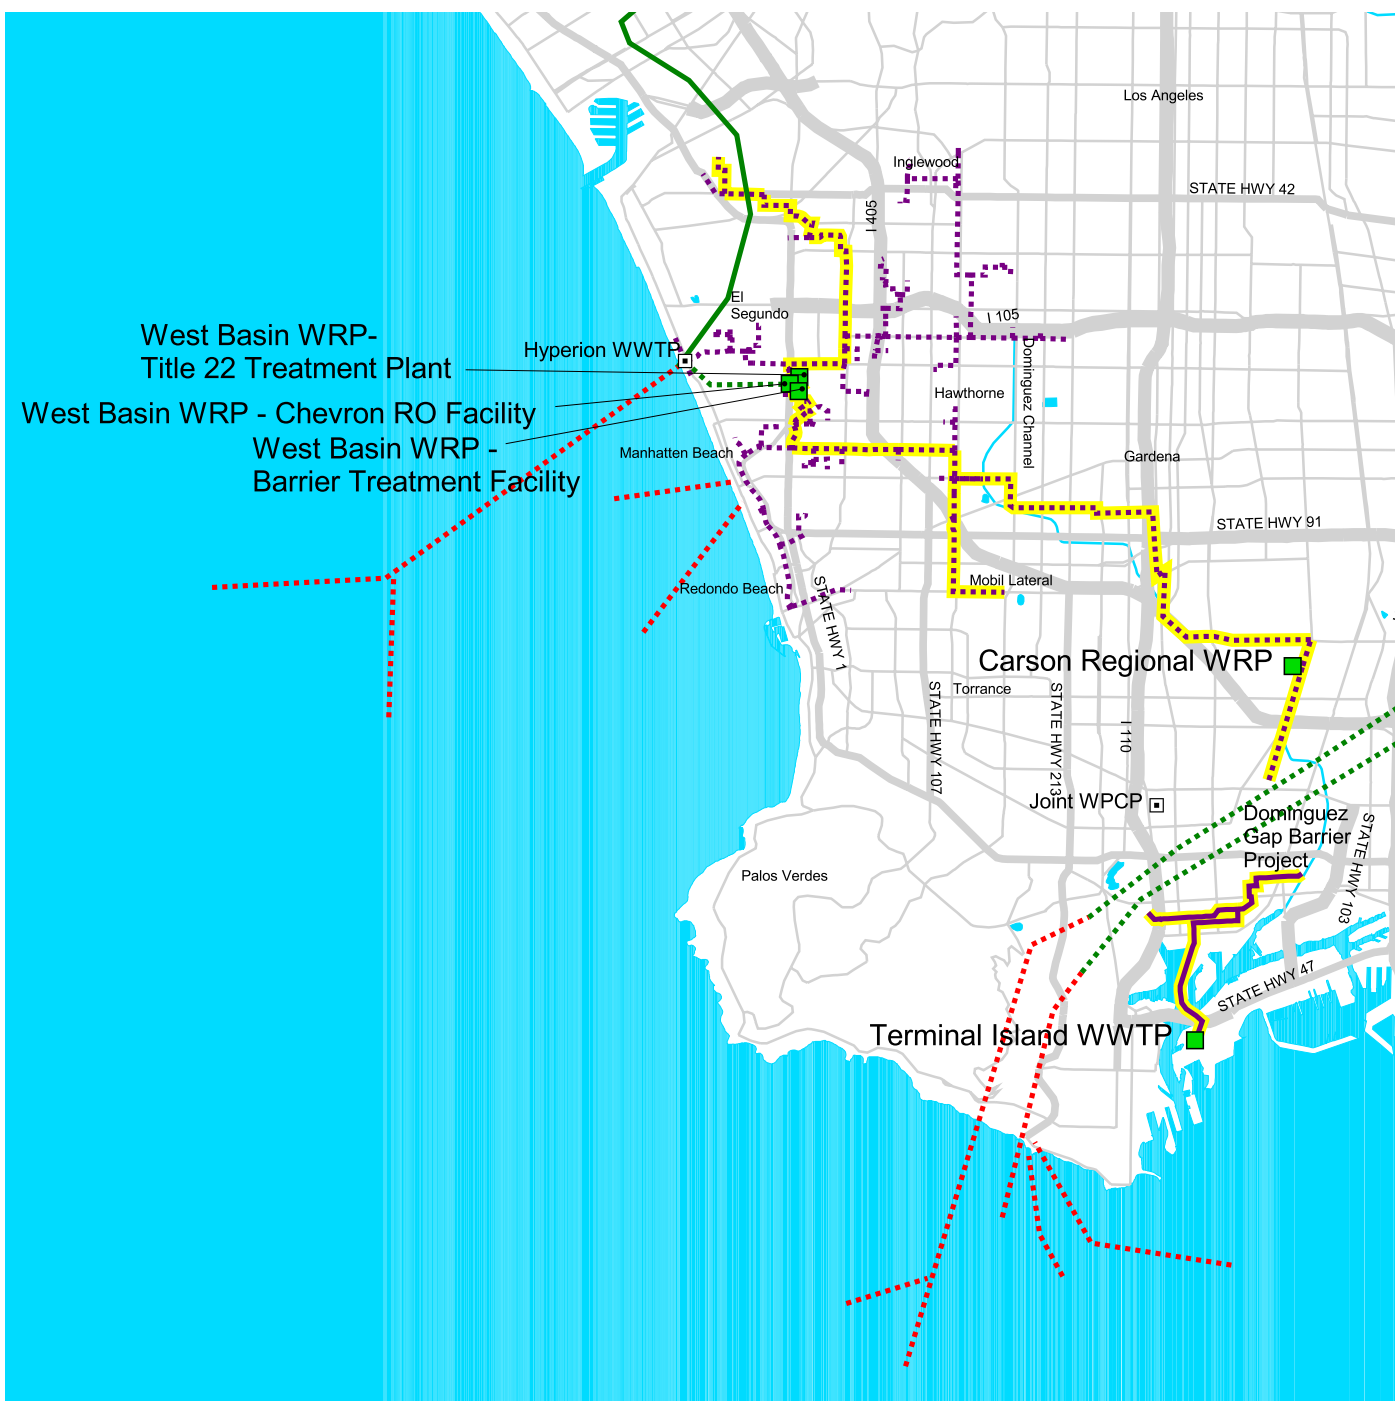 Los Angeles
Inglewood
STATE HWY 42
I 405
El
Segundo
I 105
West Basin WRP-
Title 22 Treatment Plant
Hyperion WWTP
Dominguez Channel
Hawthorne
West Basin WRP - Chevron RO Facility
West Basin WRP -
Barrier Treatment Facility
Manhatten Beach
Gardena
STATE HWY 91
Redondo Beach
STATE HWY 1
Mobil Lateral
Carson Regional WRP
Torrance
STATE HWY 107
STATE HWY 213
I 110
Joint WPCP
Dominguez
Gap Barrier
Project
STATE HWY 103
Palos Verdes
STATE HWY 47
Terminal Island WWTP